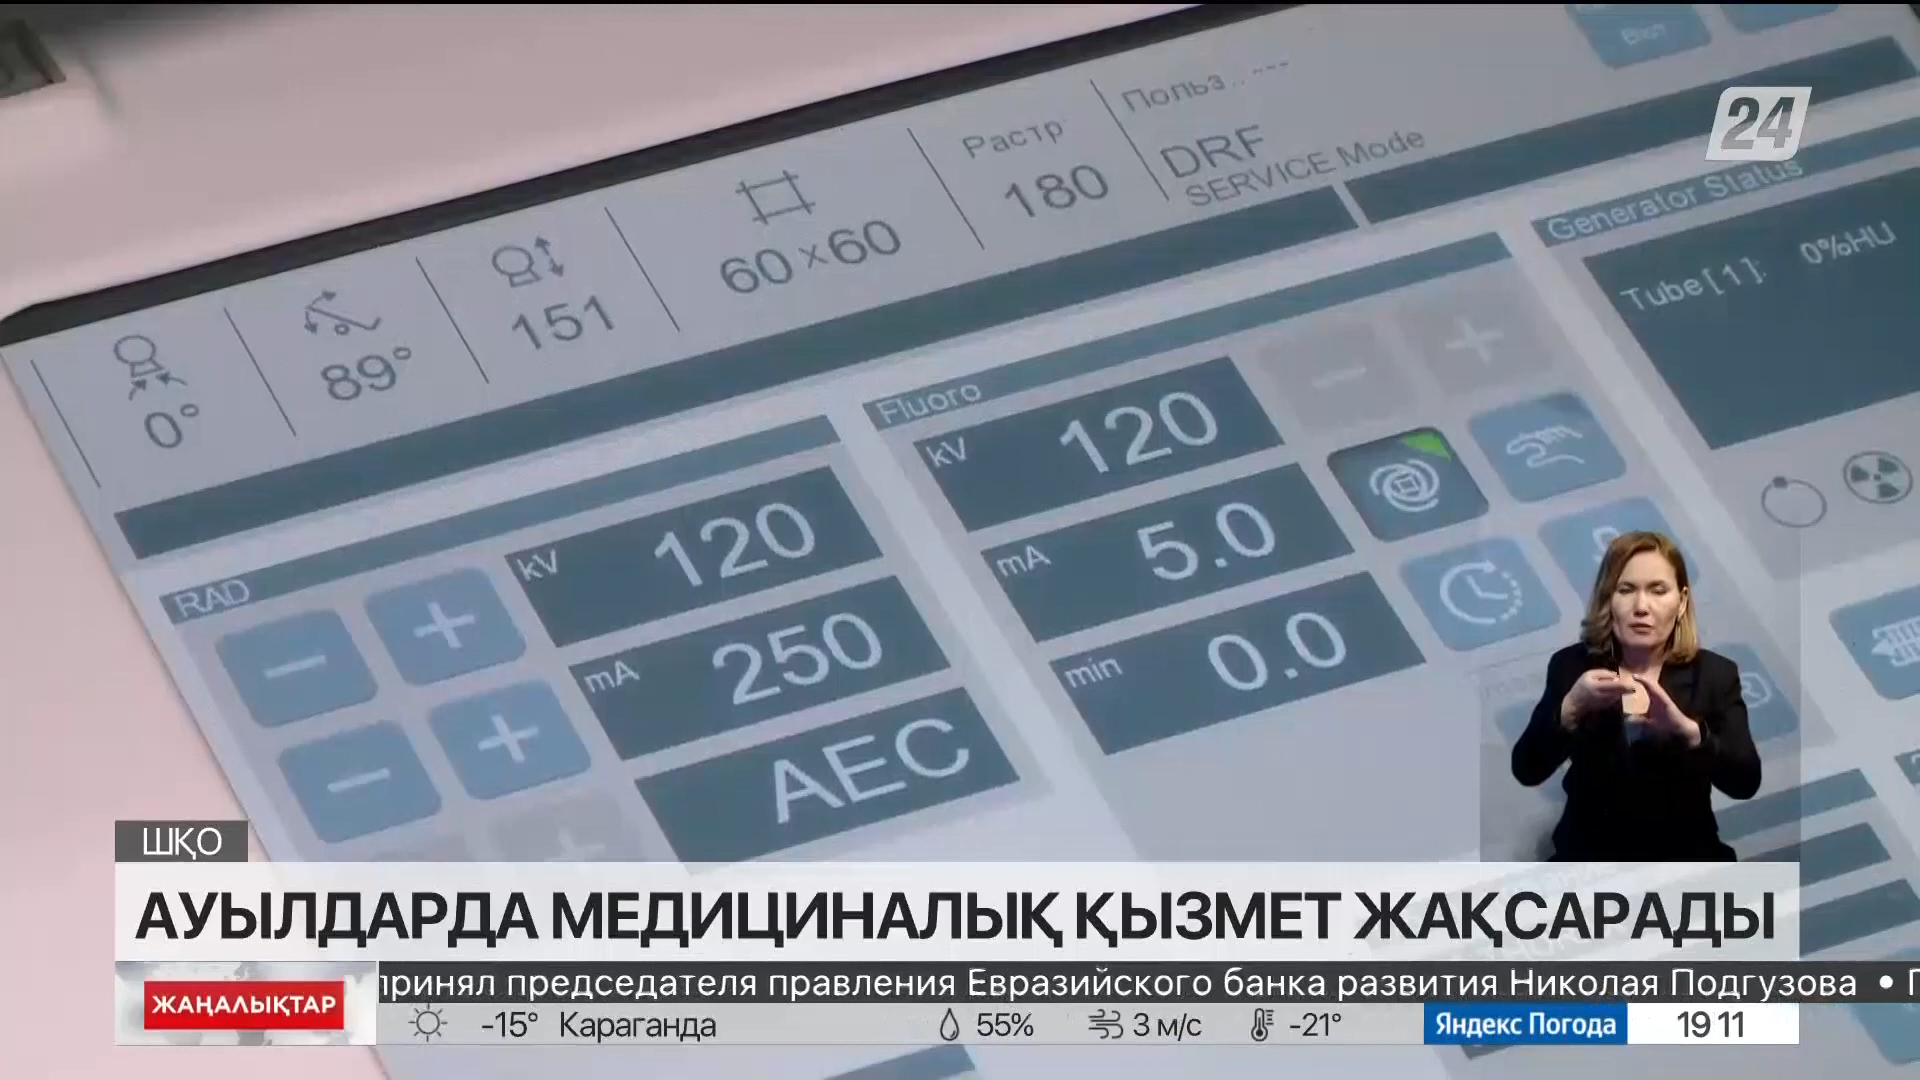 24
Польз...---
DRF
SERVICE Mode
Растр
180
60×60
151
89°
0°
Generator Status
Tube[1]: 0%HU
Fluoro
kV 120
mA 5.0
min 0.0
RAD
kV 120
mA 250
AEC
ШҚО
АУЫЛДАРДА МЕДИЦИНАЛЫҚ ҚЫЗМЕТ ЖАҚСАРАДЫ
ЖАҢАЛЫҚТАР
принял председателя правления Евразийского банка развития Николая Подгузова •
-15° Караганда 55% 3 м/с -21° Яндекс Погода 19 11